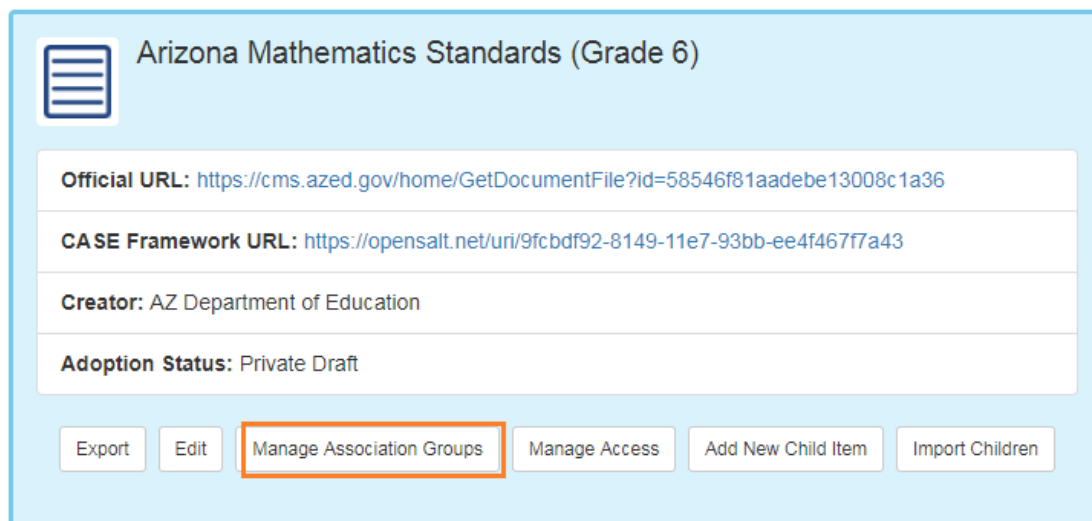 Arizona Mathematics Standards (Grade 6)
Official URL: https://cms.azed.gov/home/GetDocumentFile?id=58546f81aadebe13008c1a36
CASE Framework URL: https://opensalt.net/uri/9fcbdf92-8149-11e7-93bb-ee4f467f7a43
Creator: AZ Department of Education
Adoption Status: Private Draft
Export Edit Manage Association Groups Manage Access Add New Child Item Import Children